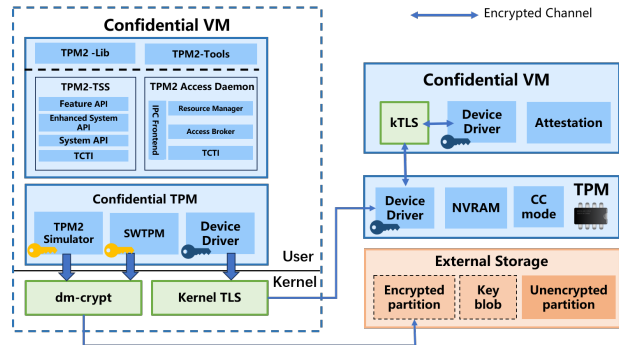 Encrypted Channel
Confidential VM
TPM2 -Lib
TPM2-Tools
TPM2-TSS
Feature API
Enhanced System
API
System API
TCTI
TPM2 Access Daemon
IPC Frontend
Resource Manager
Access Broker
TCTI
Confidential TPM
TPM2
Simulator
SWTPM
Device
Driver
User
Kernel
dm-crypt
Kernel TLS
Confidential VM
kTLS
Device
Driver
Attestation
TPM
Device
Driver
NVRAM
CC
mode
External Storage
Encrypted
partition
Key
blob
Unencrypted
partition